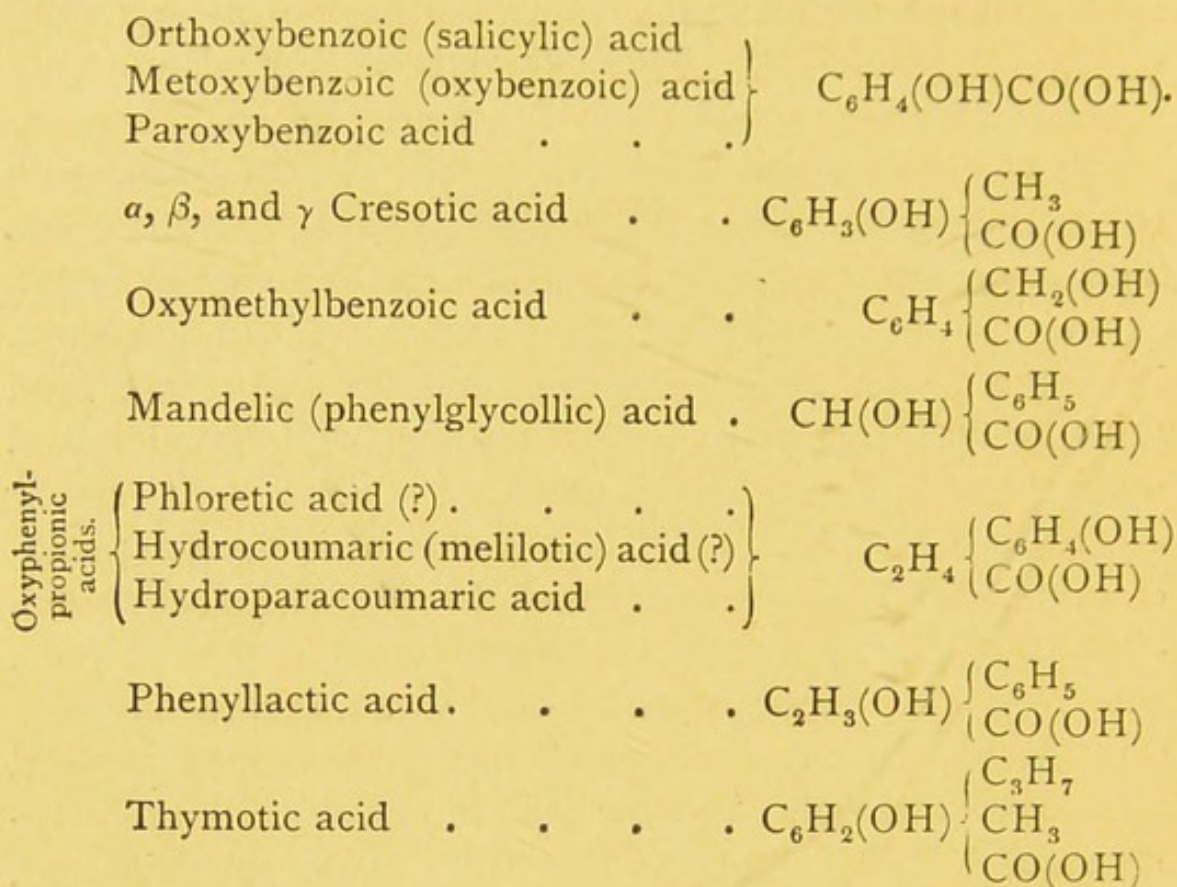 Orthoxybenzoic (salicylic) acid
Metoxybenzoic (oxybenzoic) acid
Paroxybenzoic acid . . .
C₆H₄(OH)CO(OH).
α, β, and γ Cresotic acid . . C₆H₃(OH) { CH₃
CO(OH)
Oxymethylbenzoic acid . . C₆H₄ { CH₂(OH)
CO(OH)
Mandelic (phenylglycollic) acid . CH(OH) { C₆H₅
CO(OH)
Oxyphenyl-
propionic
acids.
Phloretic acid (?) . . . .
Hydrocoumaric (melilotic) acid (?)
Hydroparacoumaric acid . .
C₂H₄ { C₆H₄(OH)
CO(OH)
Phenyllactic acid . . . . C₂H₃(OH) { C₆H₅
CO(OH)
Thymotic acid . . . . C₆H₂(OH) { C₃H₇
CH₃
CO(OH)